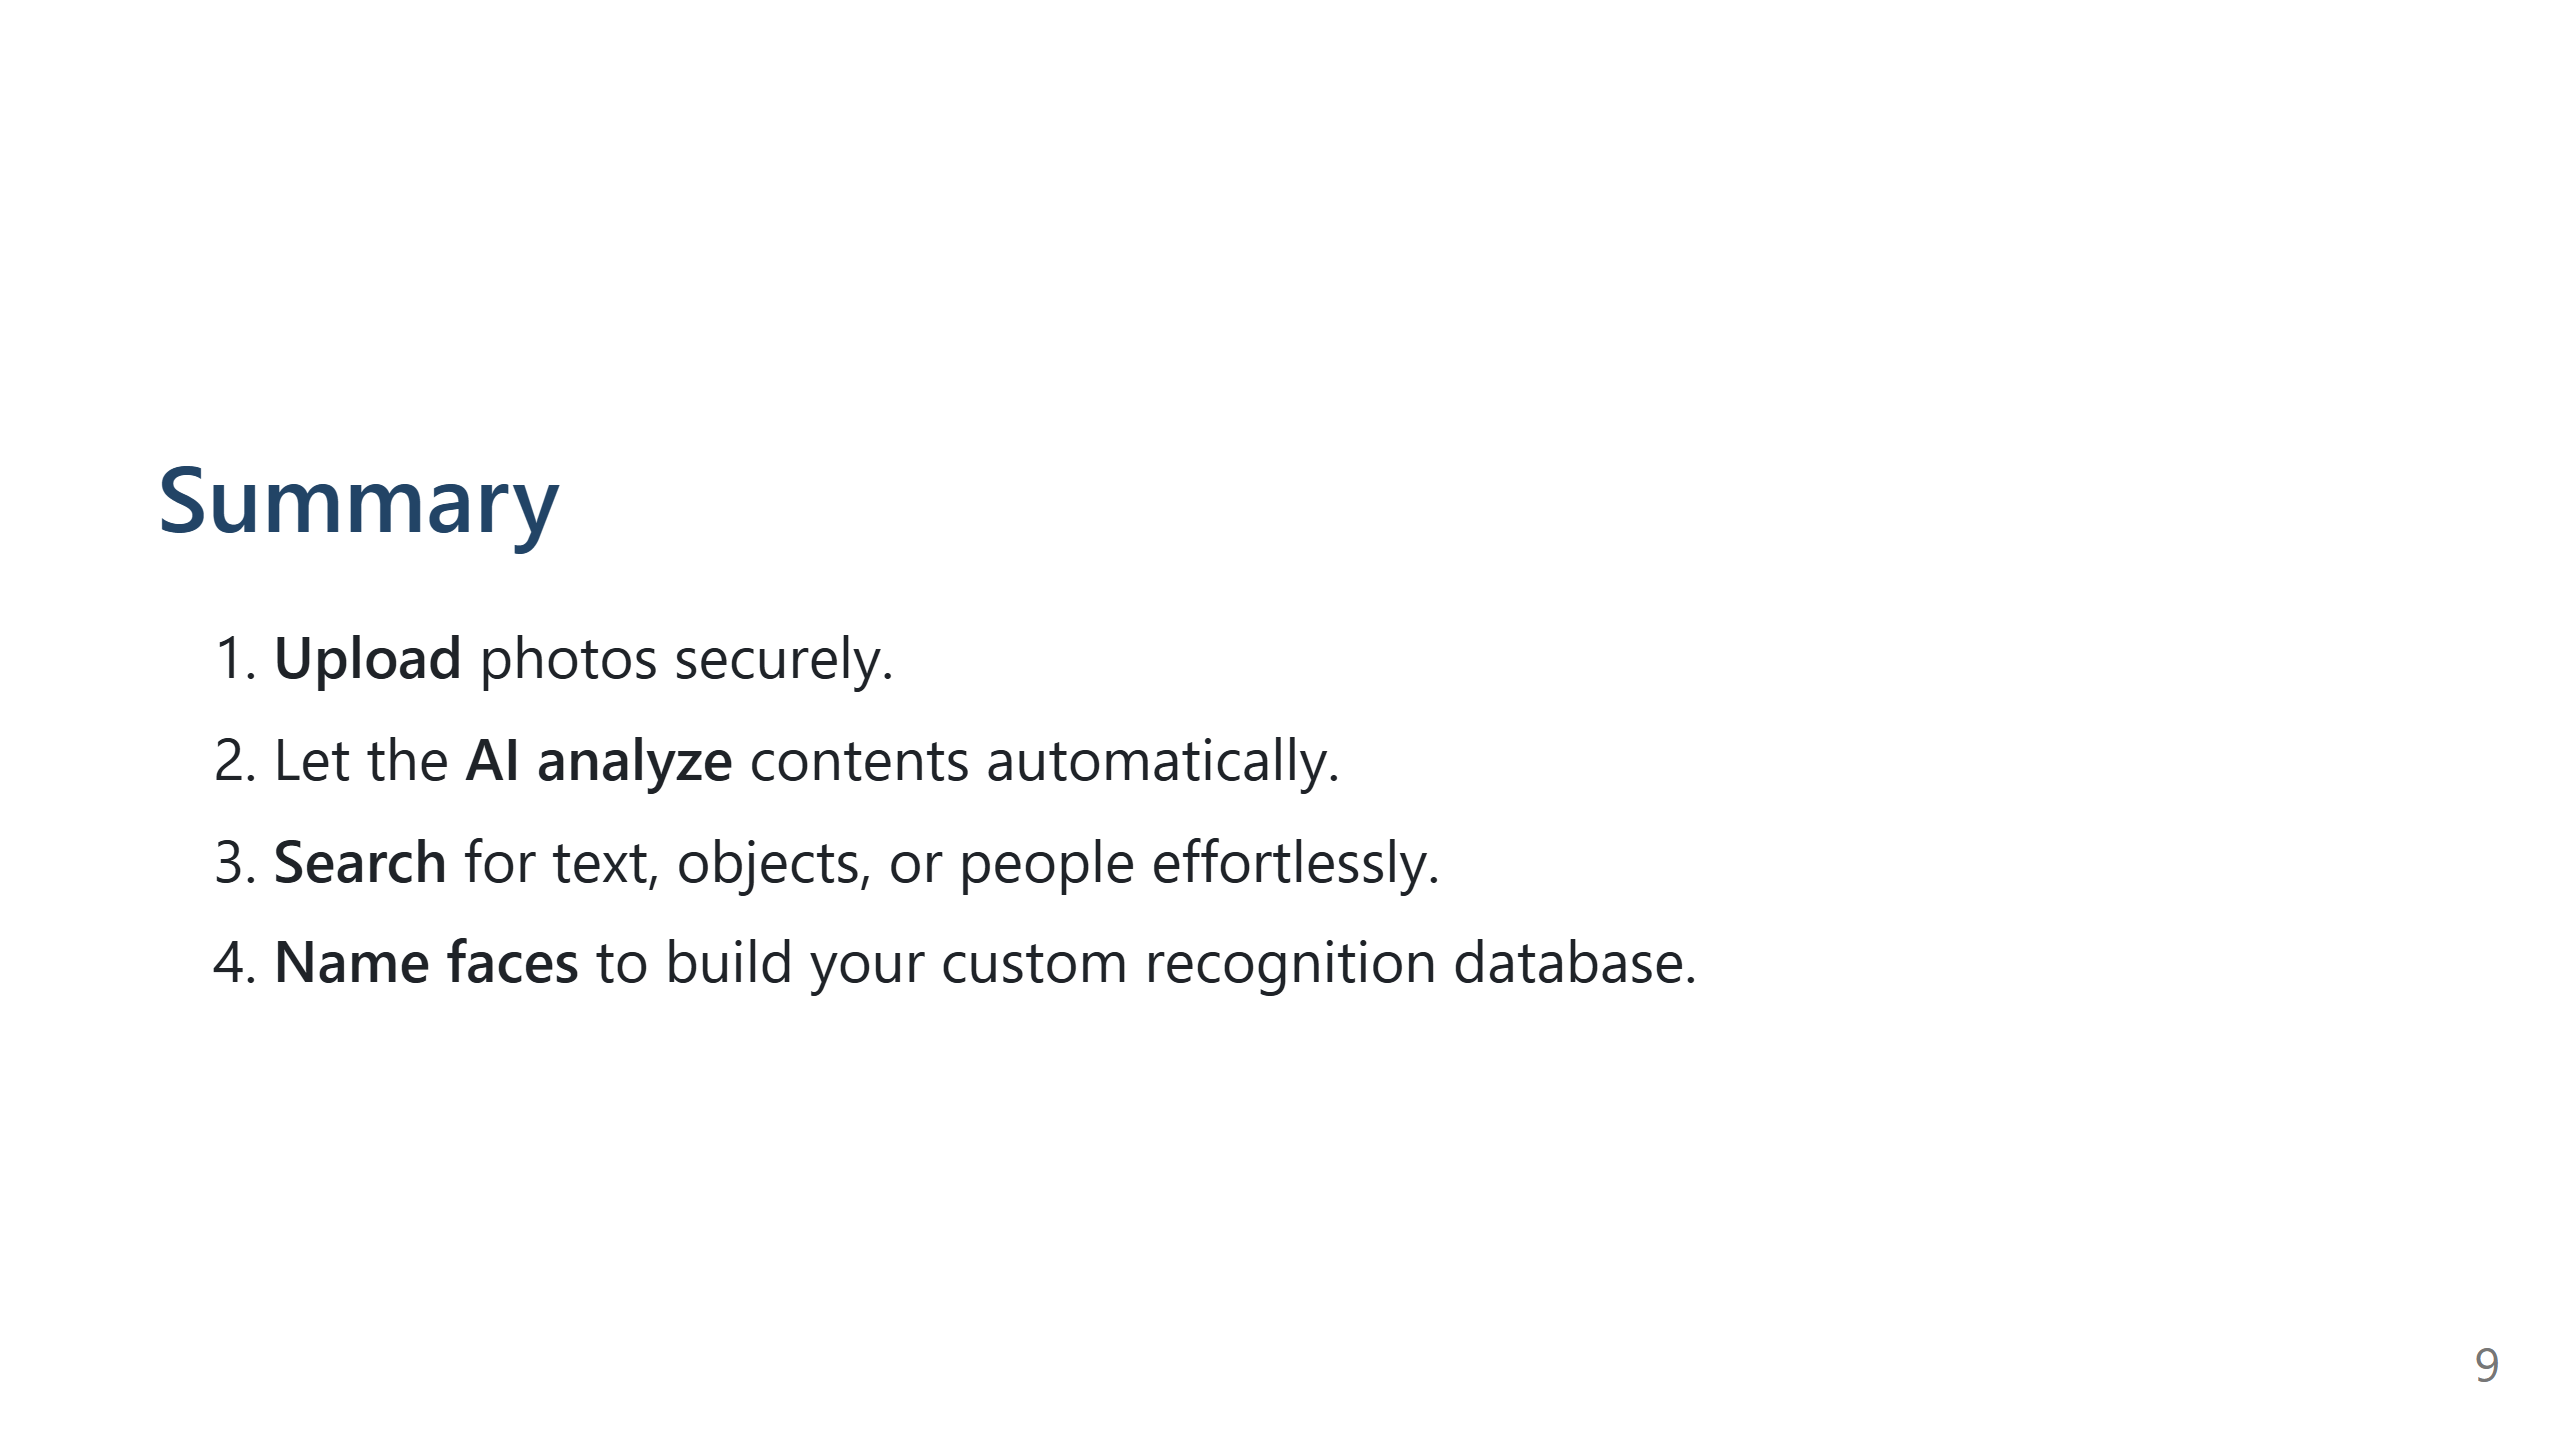 Summary
1. Upload photos securely.
2. Let the AI analyze contents automatically.
3. Search for text, objects, or people effortlessly.
4. Name faces to build your custom recognition database.
9